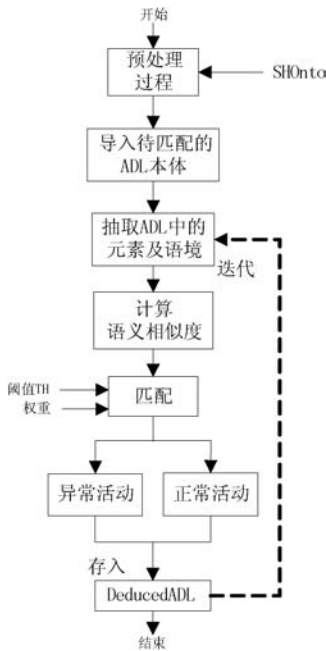 开始
预处理
过程
SHOnto
导入待匹配的
ADL本体
抽取ADL中的
元素及语境
迭代
计算
语义相似度
阈值TH
权重
匹配
异常活动
正常活动
存入
DeducedADL
结束